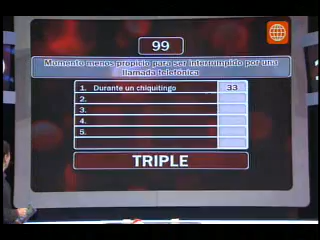 99
Momento menos propicio para ser interrumpido por una
llamada telefónica
1. Durante un chiquitingo 33
2.
3.
4.
5.
TRIPLE